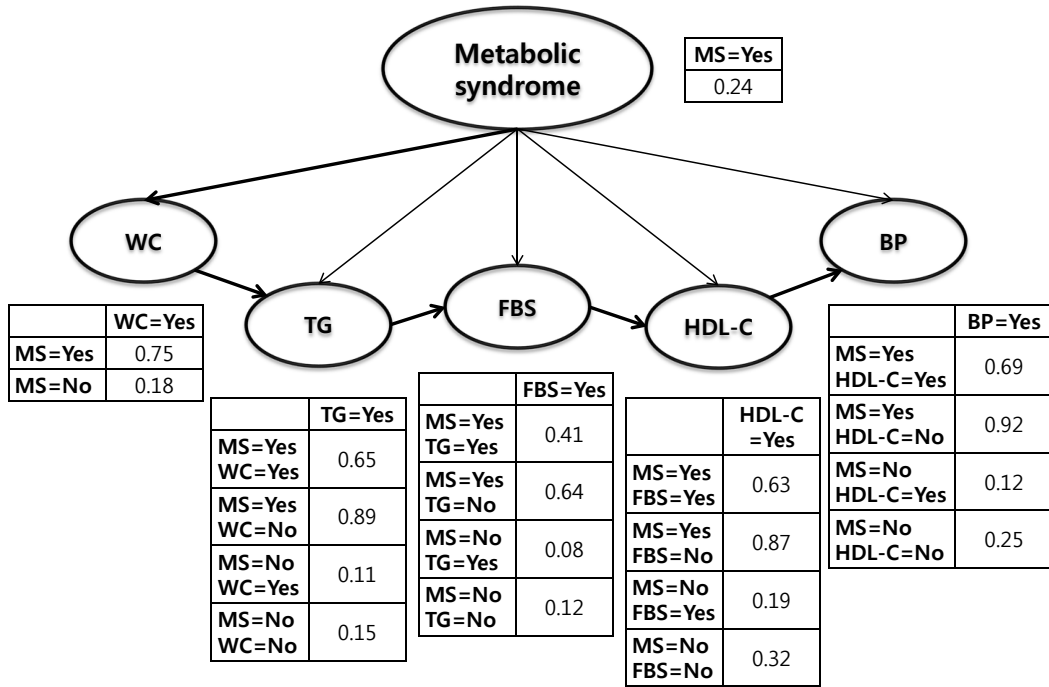 Metabolic
syndrome
MS=Yes
0.24
WC
TG
FBS
HDL-C
BP
WC=Yes
MS=Yes 0.75
MS=No 0.18
TG=Yes
MS=Yes
WC=Yes 0.65
MS=Yes
WC=No 0.89
MS=No
WC=Yes 0.11
MS=No
WC=No 0.15
FBS=Yes
MS=Yes
TG=Yes 0.41
MS=Yes
TG=No 0.64
MS=No
TG=Yes 0.08
MS=No
TG=No 0.12
HDL-C
=Yes
MS=Yes
FBS=Yes 0.63
MS=Yes
FBS=No 0.87
MS=No
FBS=Yes 0.19
MS=No
FBS=No 0.32
BP=Yes
MS=Yes
HDL-C=Yes 0.69
MS=Yes
HDL-C=No 0.92
MS=No
HDL-C=Yes 0.12
MS=No
HDL-C=No 0.25